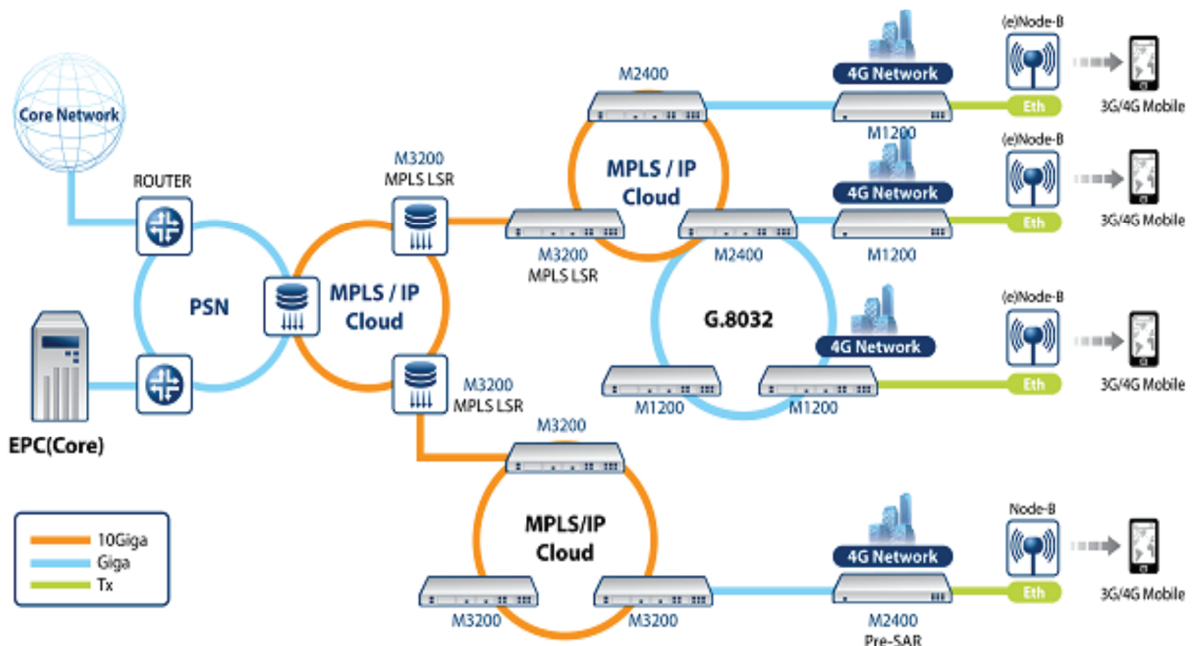 (e)Node-B
M2400
4G Network
Core Network
Eth
3G/4G Mobile
M1200
(e)Node-B
M3200
MPLS LSR
MPLS / IP
Cloud
ROUTER
4G Network
Eth
3G/4G Mobile
M3200
MPLS LSR
M2400
M1200
PSN
MPLS / IP
Cloud
G.8032
(e)Node-B
4G Network
Eth
3G/4G Mobile
M3200
MPLS LSR
M1200
M1200
EPC(Core)
M3200
MPLS/IP
Cloud
Node-B
10Giga
Giga
Tx
4G Network
Eth
3G/4G Mobile
M3200
M3200
M2400
Pre-SAR